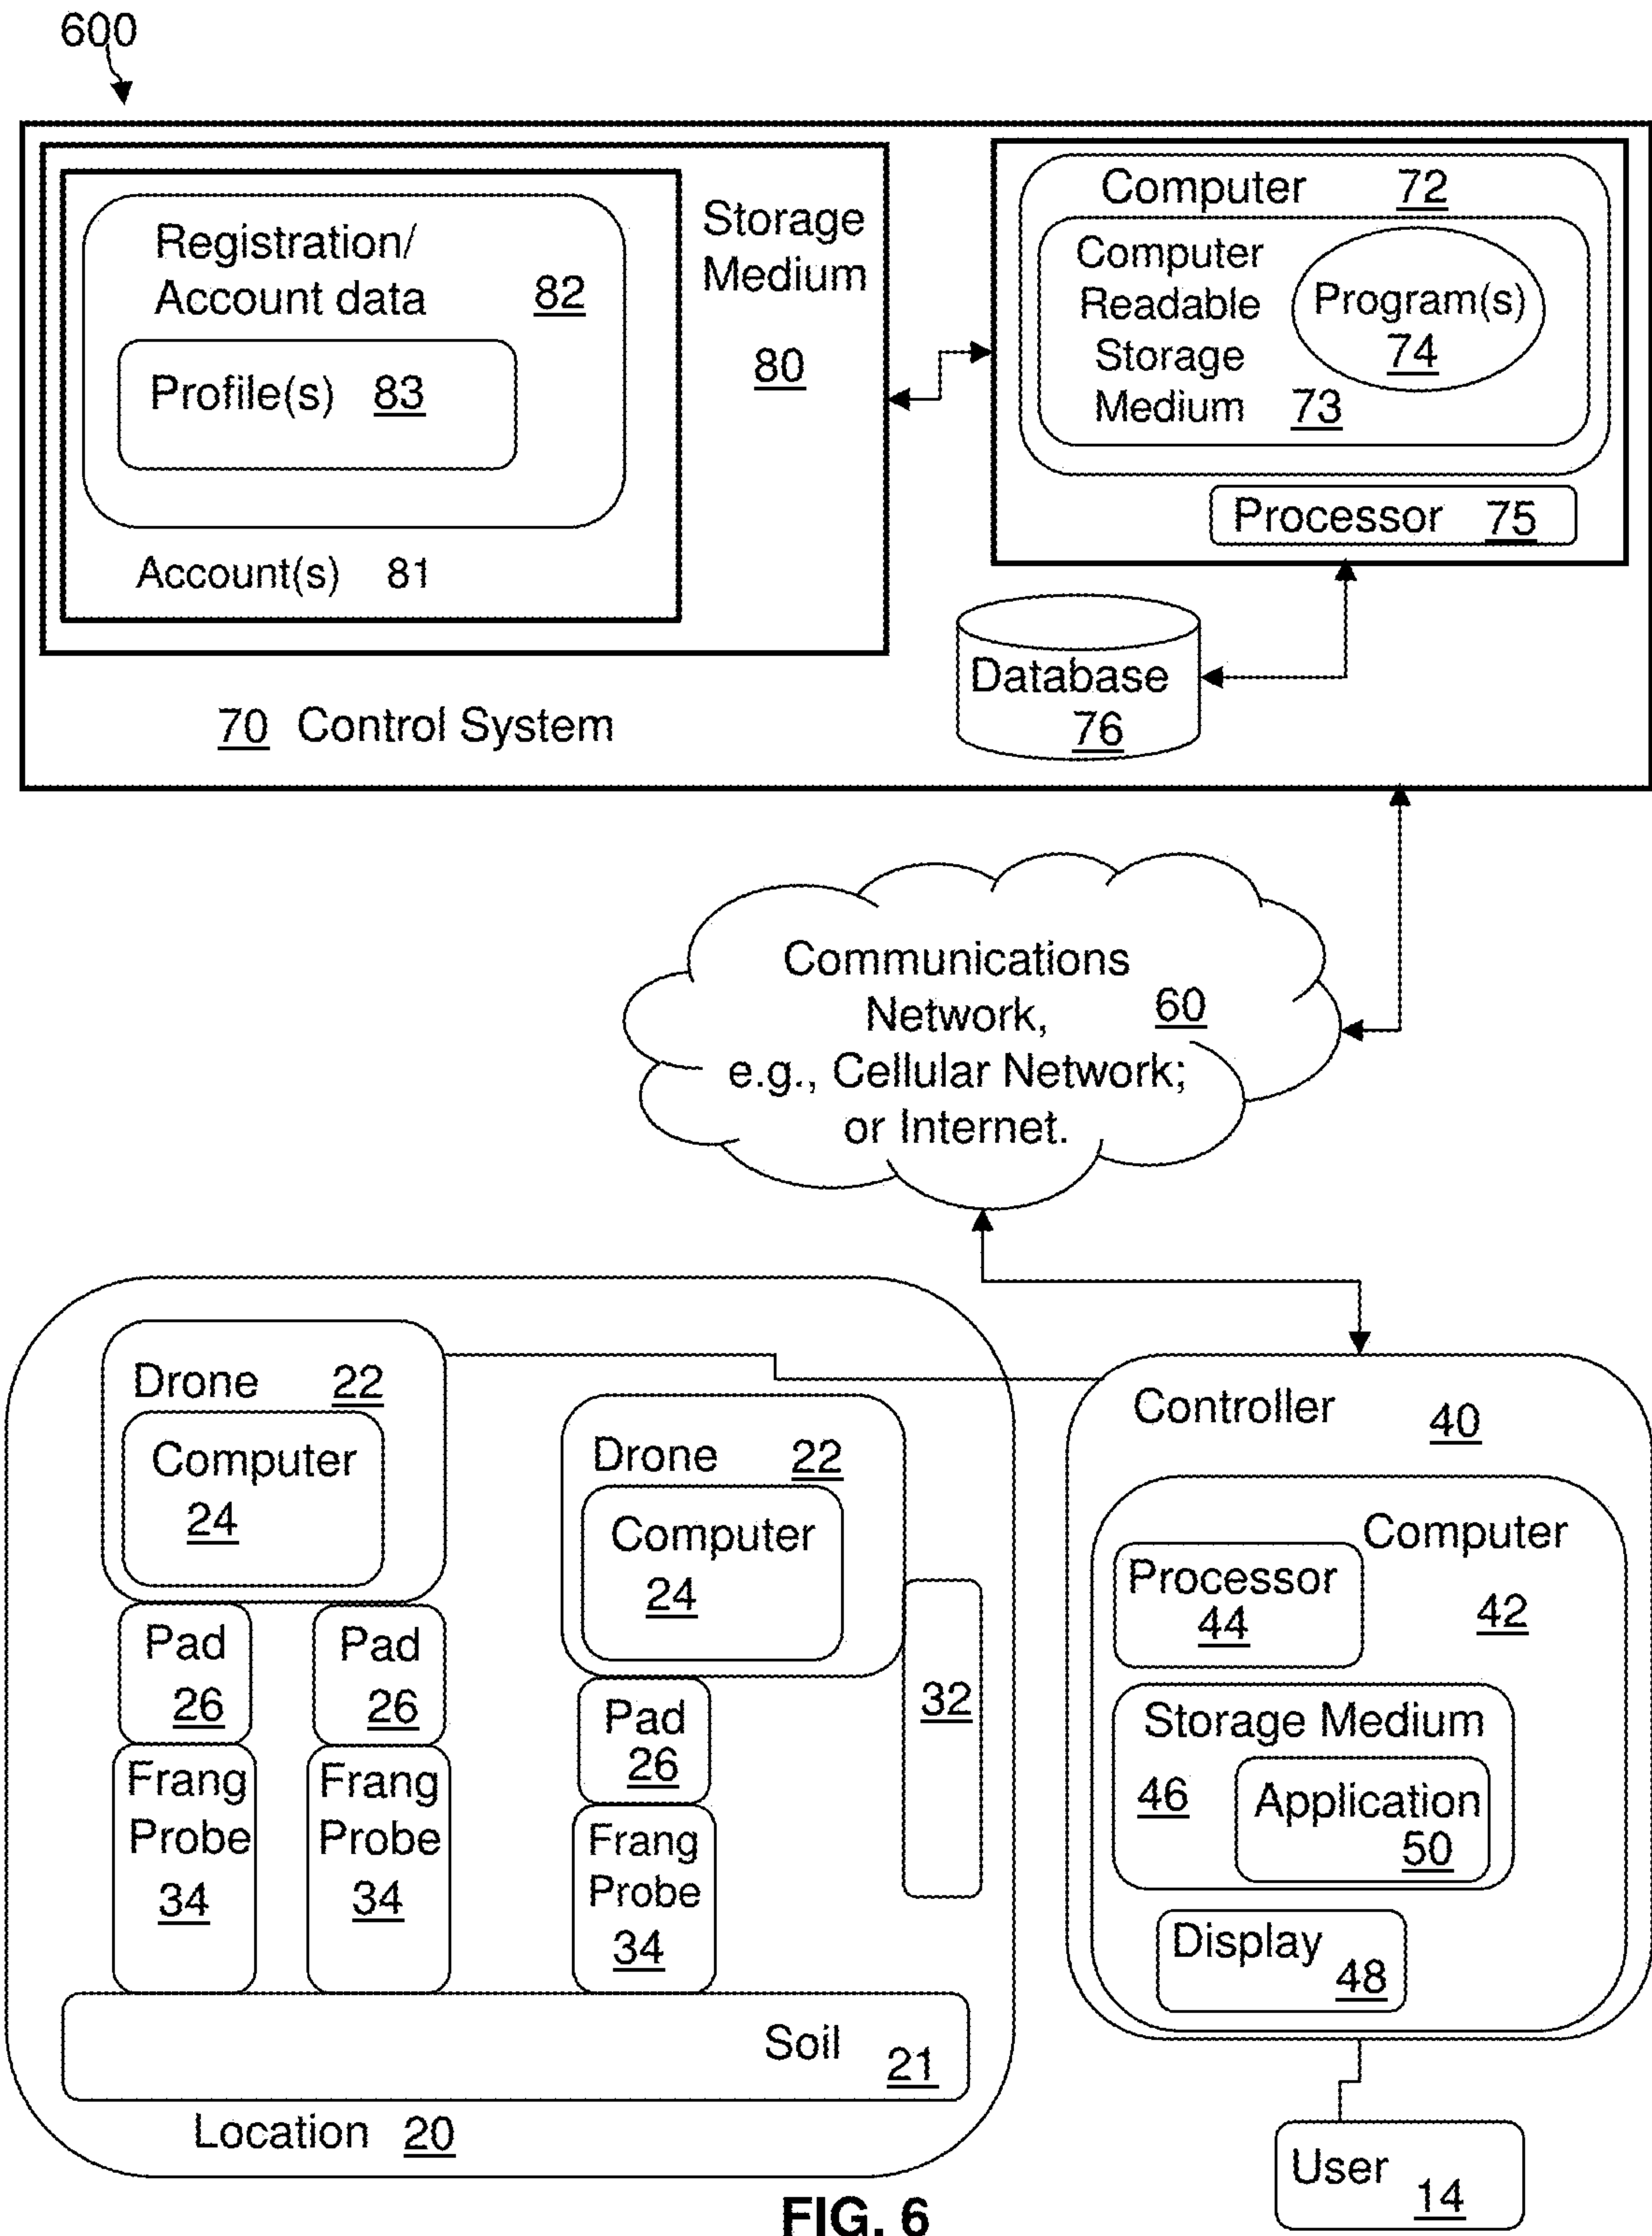 600
Registration/
Account data 82
Profile(s) 83
Account(s) 81
Storage
Medium
80
Computer 72
Computer
Readable
Storage
Medium 73
Program(s)
74
Processor 75
Database
76
70 Control System
Communications
Network, 60
e.g., Cellular Network;
or Internet.
Drone 22
Computer
24
Pad
26
Pad
26
Frang
Probe
34
Frang
Probe
34
Drone 22
Computer
24
Pad
26
Frang
Probe
34
32
Soil 21
Location 20
Controller 40
Computer
42
Processor
44
Storage Medium
46
Application
50
Display
48
User 14
FIG. 6